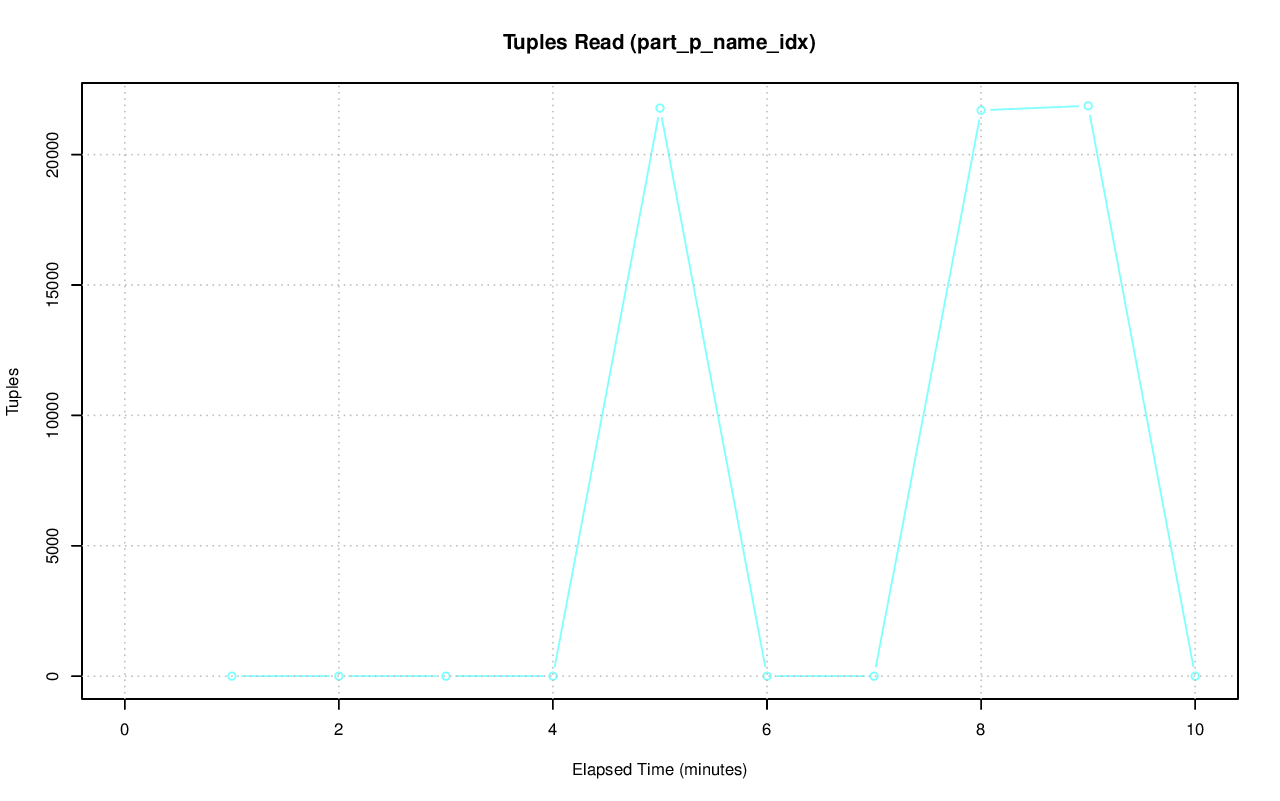 Tuples Read (part_p_name_idx)
Tuples
20000
15000
10000
5000
0
0 2 4 6 8 10
Elapsed Time (minutes)